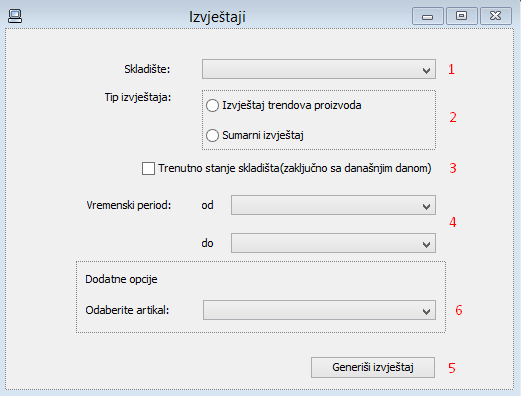 Izvještaji
Skladište: 1
Tip izvještaja:
Izvještaj trendova proizvoda
2
Sumarni izvještaj
Trenutno stanje skladišta(zaključno sa današnjim danom) 3
Vremenski period: od
4
do
Dodatne opcije
Odaberite artikal: 6
Generiši izvještaj 5